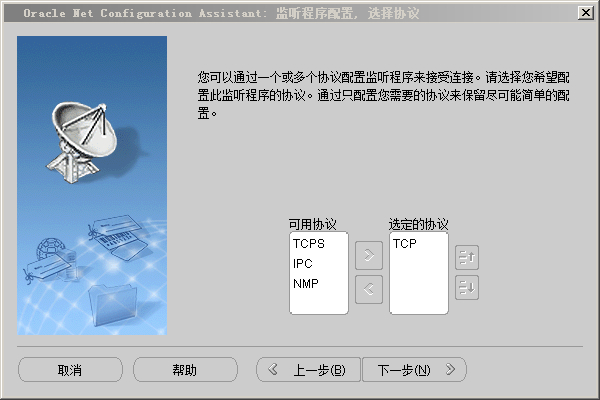 Oracle Net Configuration Assistant: 监听程序配置, 选择协议
您可以通过一个或多个协议配置监听程序来接受连接。请选择您希望配
置此监听程序的协议。通过只配置您需要的协议来保留尽可能简单的配
置。
可用协议
选定的协议
TCPS
TCP
IPC
NMP
取消
帮助
上一步(B)
下一步(N)